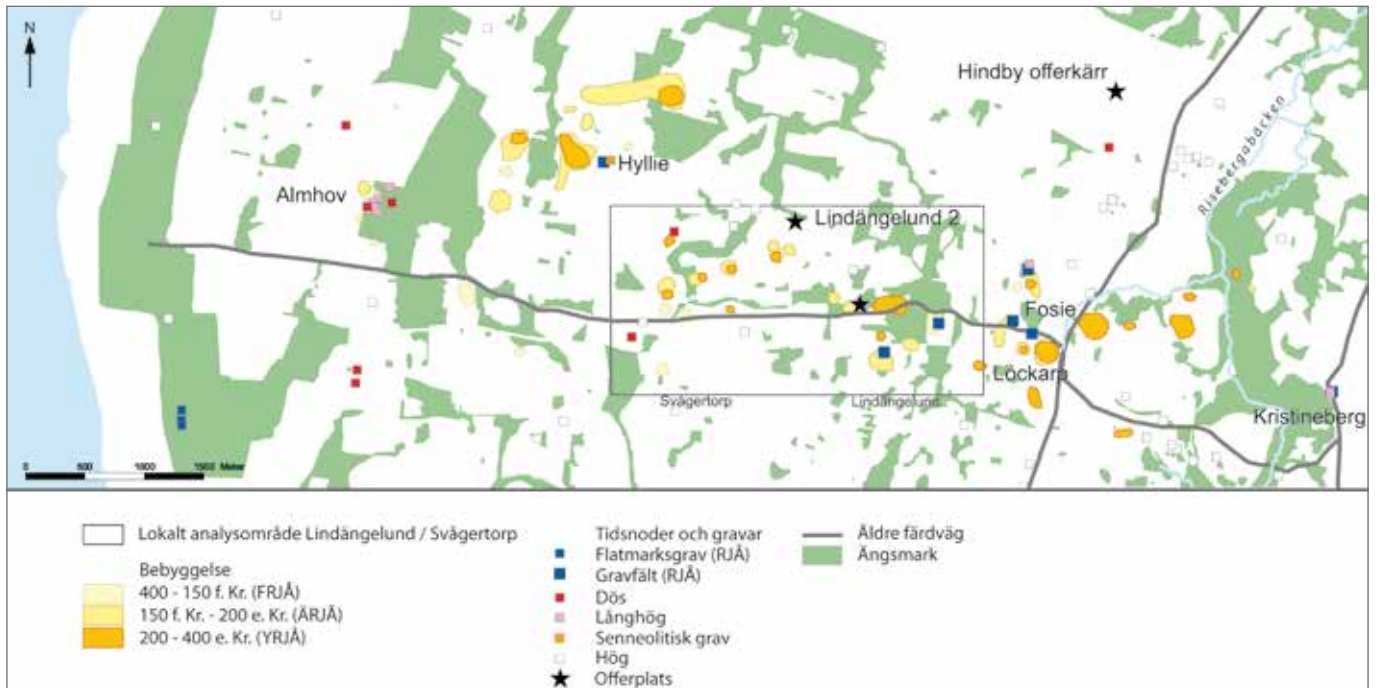 N
Hindby offerkärr
Risebergabäcken
Hyllie
Almhov
Lindängelund 2
Fosie
Löckarp
Svågertorp
Lindängelund
Kristineberg
0 500 1000 1500 Meter
Lokalt analysområde Lindängelund / Svågertorp
Bebyggelse
400 - 150 f. Kr. (FRJÅ)
150 f. Kr. - 200 e. Kr. (ÄRJÅ)
200 - 400 e. Kr. (YRJÅ)
Tidsnoder och gravar
Flatmarksgrav (RJÅ)
Gravfält (RJÅ)
Dös
Långhög
Senneolitisk grav
Hög
Offerplats
Äldre färdväg
Ängsmark